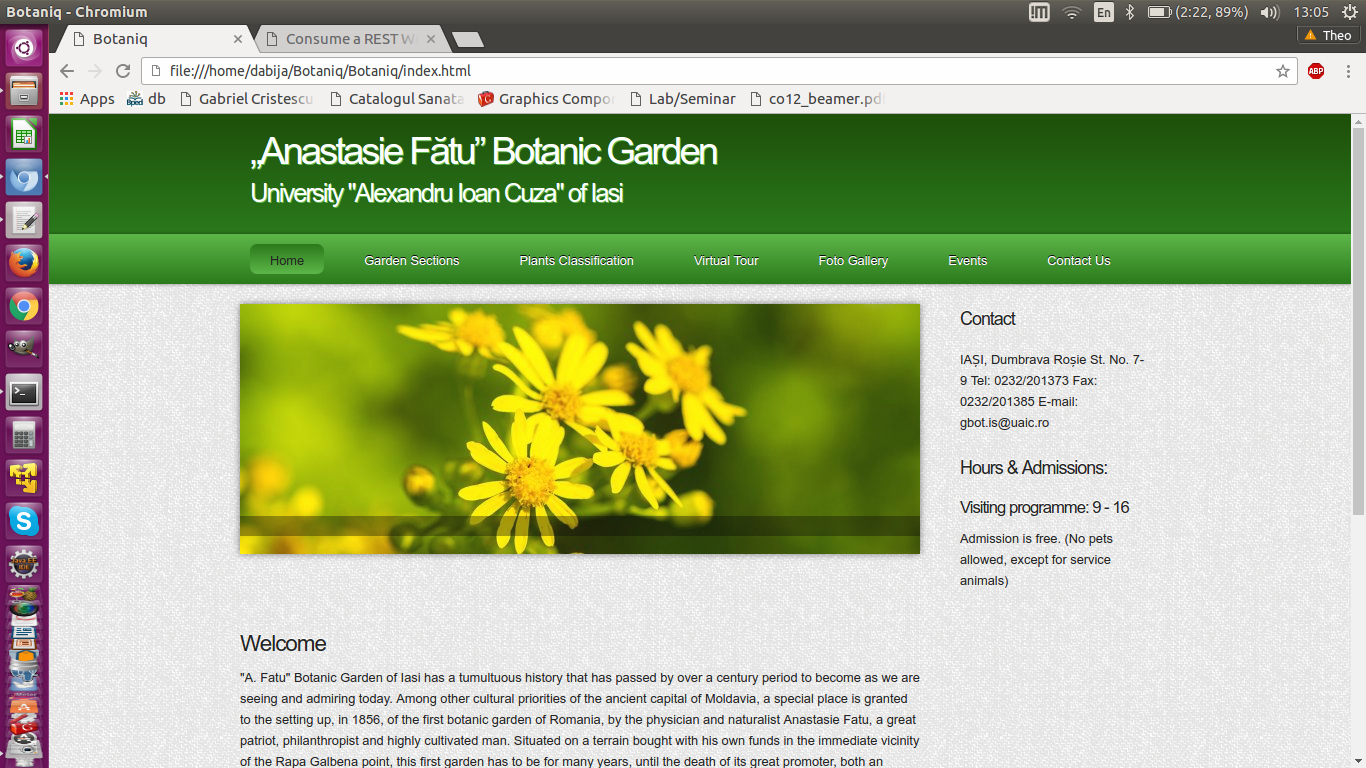 Botaniq - Chromium
En
(2:22, 89%)
13:05
Botaniq
Consume a REST W
Theo
file:///home/dabija/Botaniq/Botaniq/index.html
ABP
Apps
db
Gabriel Cristescu
Catalogul Sanata
Graphics Compo
Lab/Seminar
co12_beamer.pd
„Anastasie Fătu” Botanic Garden
University "Alexandru Ioan Cuza" of Iasi
Home
Garden Sections
Plants Classification
Virtual Tour
Foto Gallery
Events
Contact Us
Contact
IAȘI, Dumbrava Roșie St. No. 7-
9 Tel: 0232/201373 Fax:
0232/201385 E-mail:
gbot.is@uaic.ro
Hours & Admissions:
Visiting programme: 9 - 16
Admission is free. (No pets
allowed, except for service
animals)
Welcome
"A. Fatu" Botanic Garden of Iasi has a tumultuous history that has passed by over a century period to become as we are
seeing and admiring today. Among other cultural priorities of the ancient capital of Moldavia, a special place is granted
to the setting up, in 1856, of the first botanic garden of Romania, by the physician and naturalist Anastasie Fatu, a great
patriot, philanthropist and highly cultivated man. Situated on a terrain bought with his own funds in the immediate vicinity
of the Rapa Galbena point, this first garden has to be for many years, until the death of its great promoter, both an